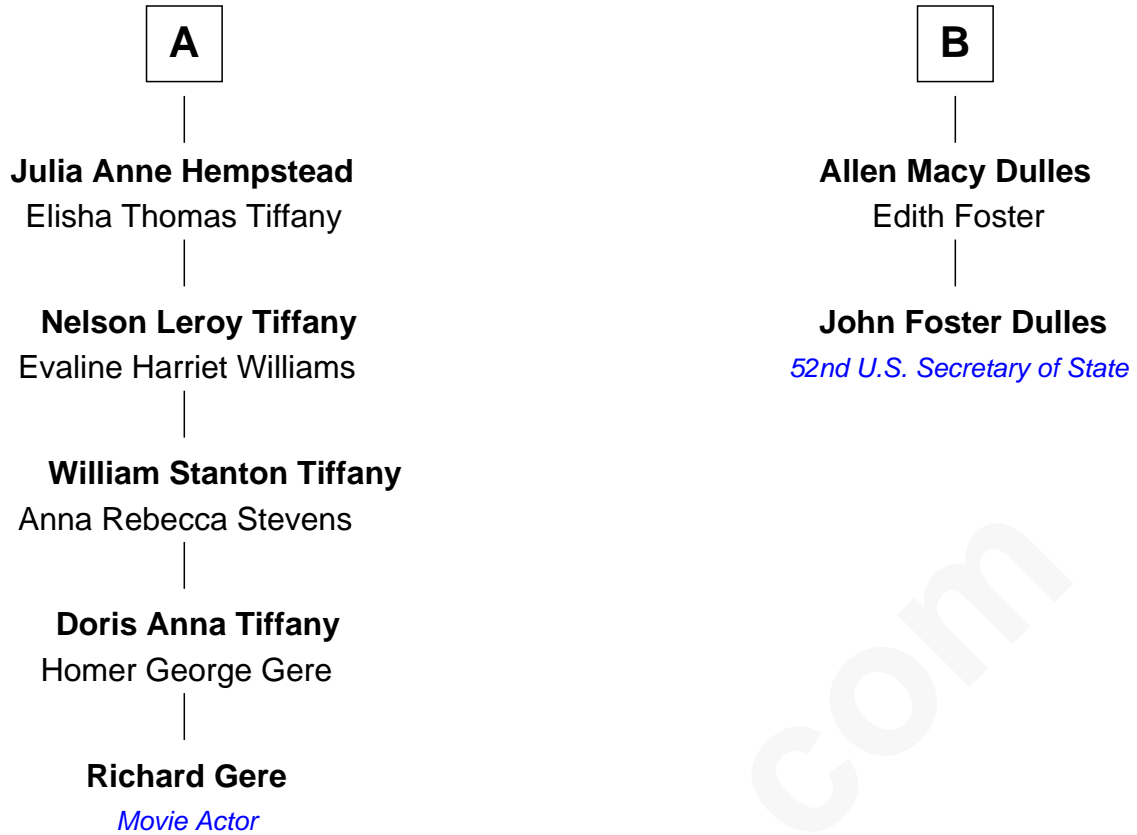 A
Julia Anne Hempstead
Elisha Thomas Tiffany
Nelson Leroy Tiffany
Evaline Harriet Williams
William Stanton Tiffany
Anna Rebecca Stevens
Doris Anna Tiffany
Homer George Gere
Richard Gere
Movie Actor
B
Allen Macy Dulles
Edith Foster
John Foster Dulles
52nd U.S. Secretary of State
com